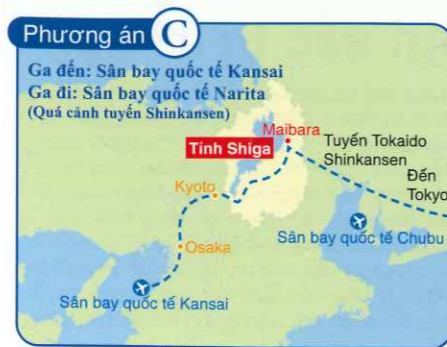 Phương án C
Ga đến: Sân bay quốc tế Kansai
Ga đi: Sân bay quốc tế Narita
(Quá cảnh tuyến Shinkansen)
Maibara
Tỉnh Shiga
Tuyến Tokaido
Shinkansen
Đến
Tokyo
Kyoto
Sân bay quốc tế Chubu
Osaka
Sân bay quốc tế Kansai